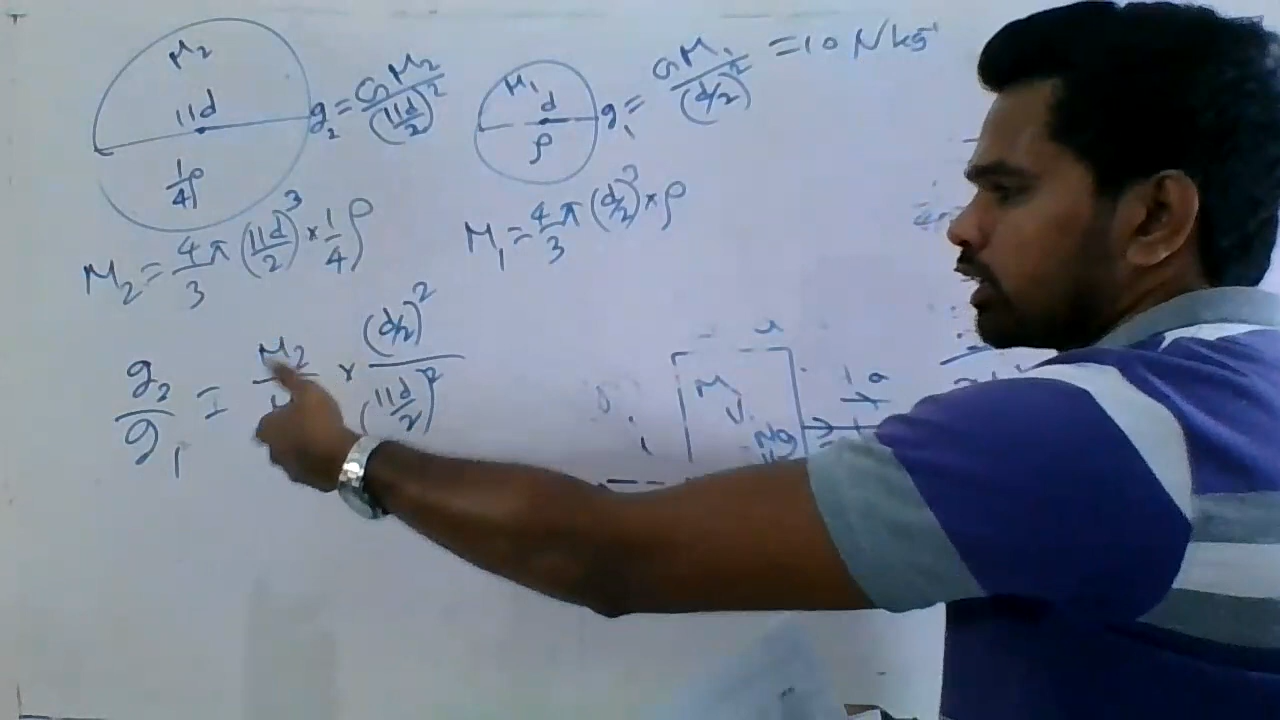 M₂
11d
1/4 ρ
g₂ = GM₂/(11d/2)²
M₁
d
ρ
g₁ = GM₁/(d/2)² = 10 N kg⁻¹
M₂ = 4/3 π (11d/2)³ × 1/4 ρ
M₁ = 4/3 π (d/2)³ × ρ
g₂/g₁ = M₂/ × (d/2)²/(11d/2)²
M